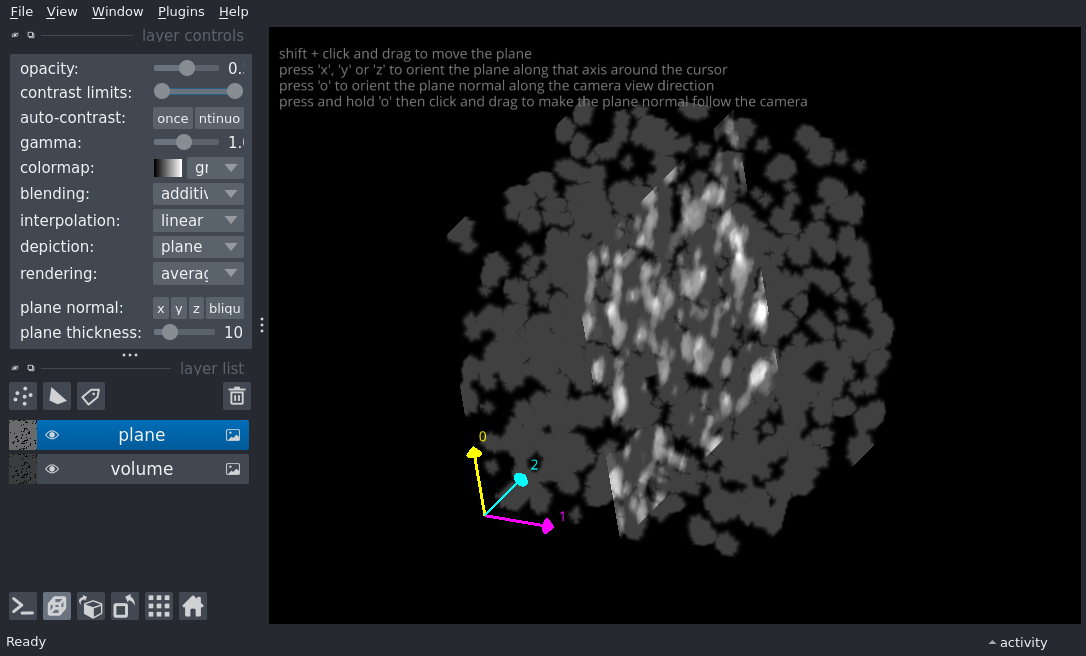 File View Window Plugins Help
layer controls
opacity: 0.
contrast limits:
auto-contrast: once ntinuo
gamma: 1.
colormap: gr
blending: additiv
interpolation: linear
depiction: plane
rendering: averag
plane normal: x y z bliqu
plane thickness: 10
layer list
plane
volume
shift + click and drag to move the plane
press 'x', 'y' or 'z' to orient the plane along that axis around the cursor
press 'o' to orient the plane normal along the camera view direction
press and hold 'o' then click and drag to make the plane normal follow the camera
0
2
1
Ready
activity